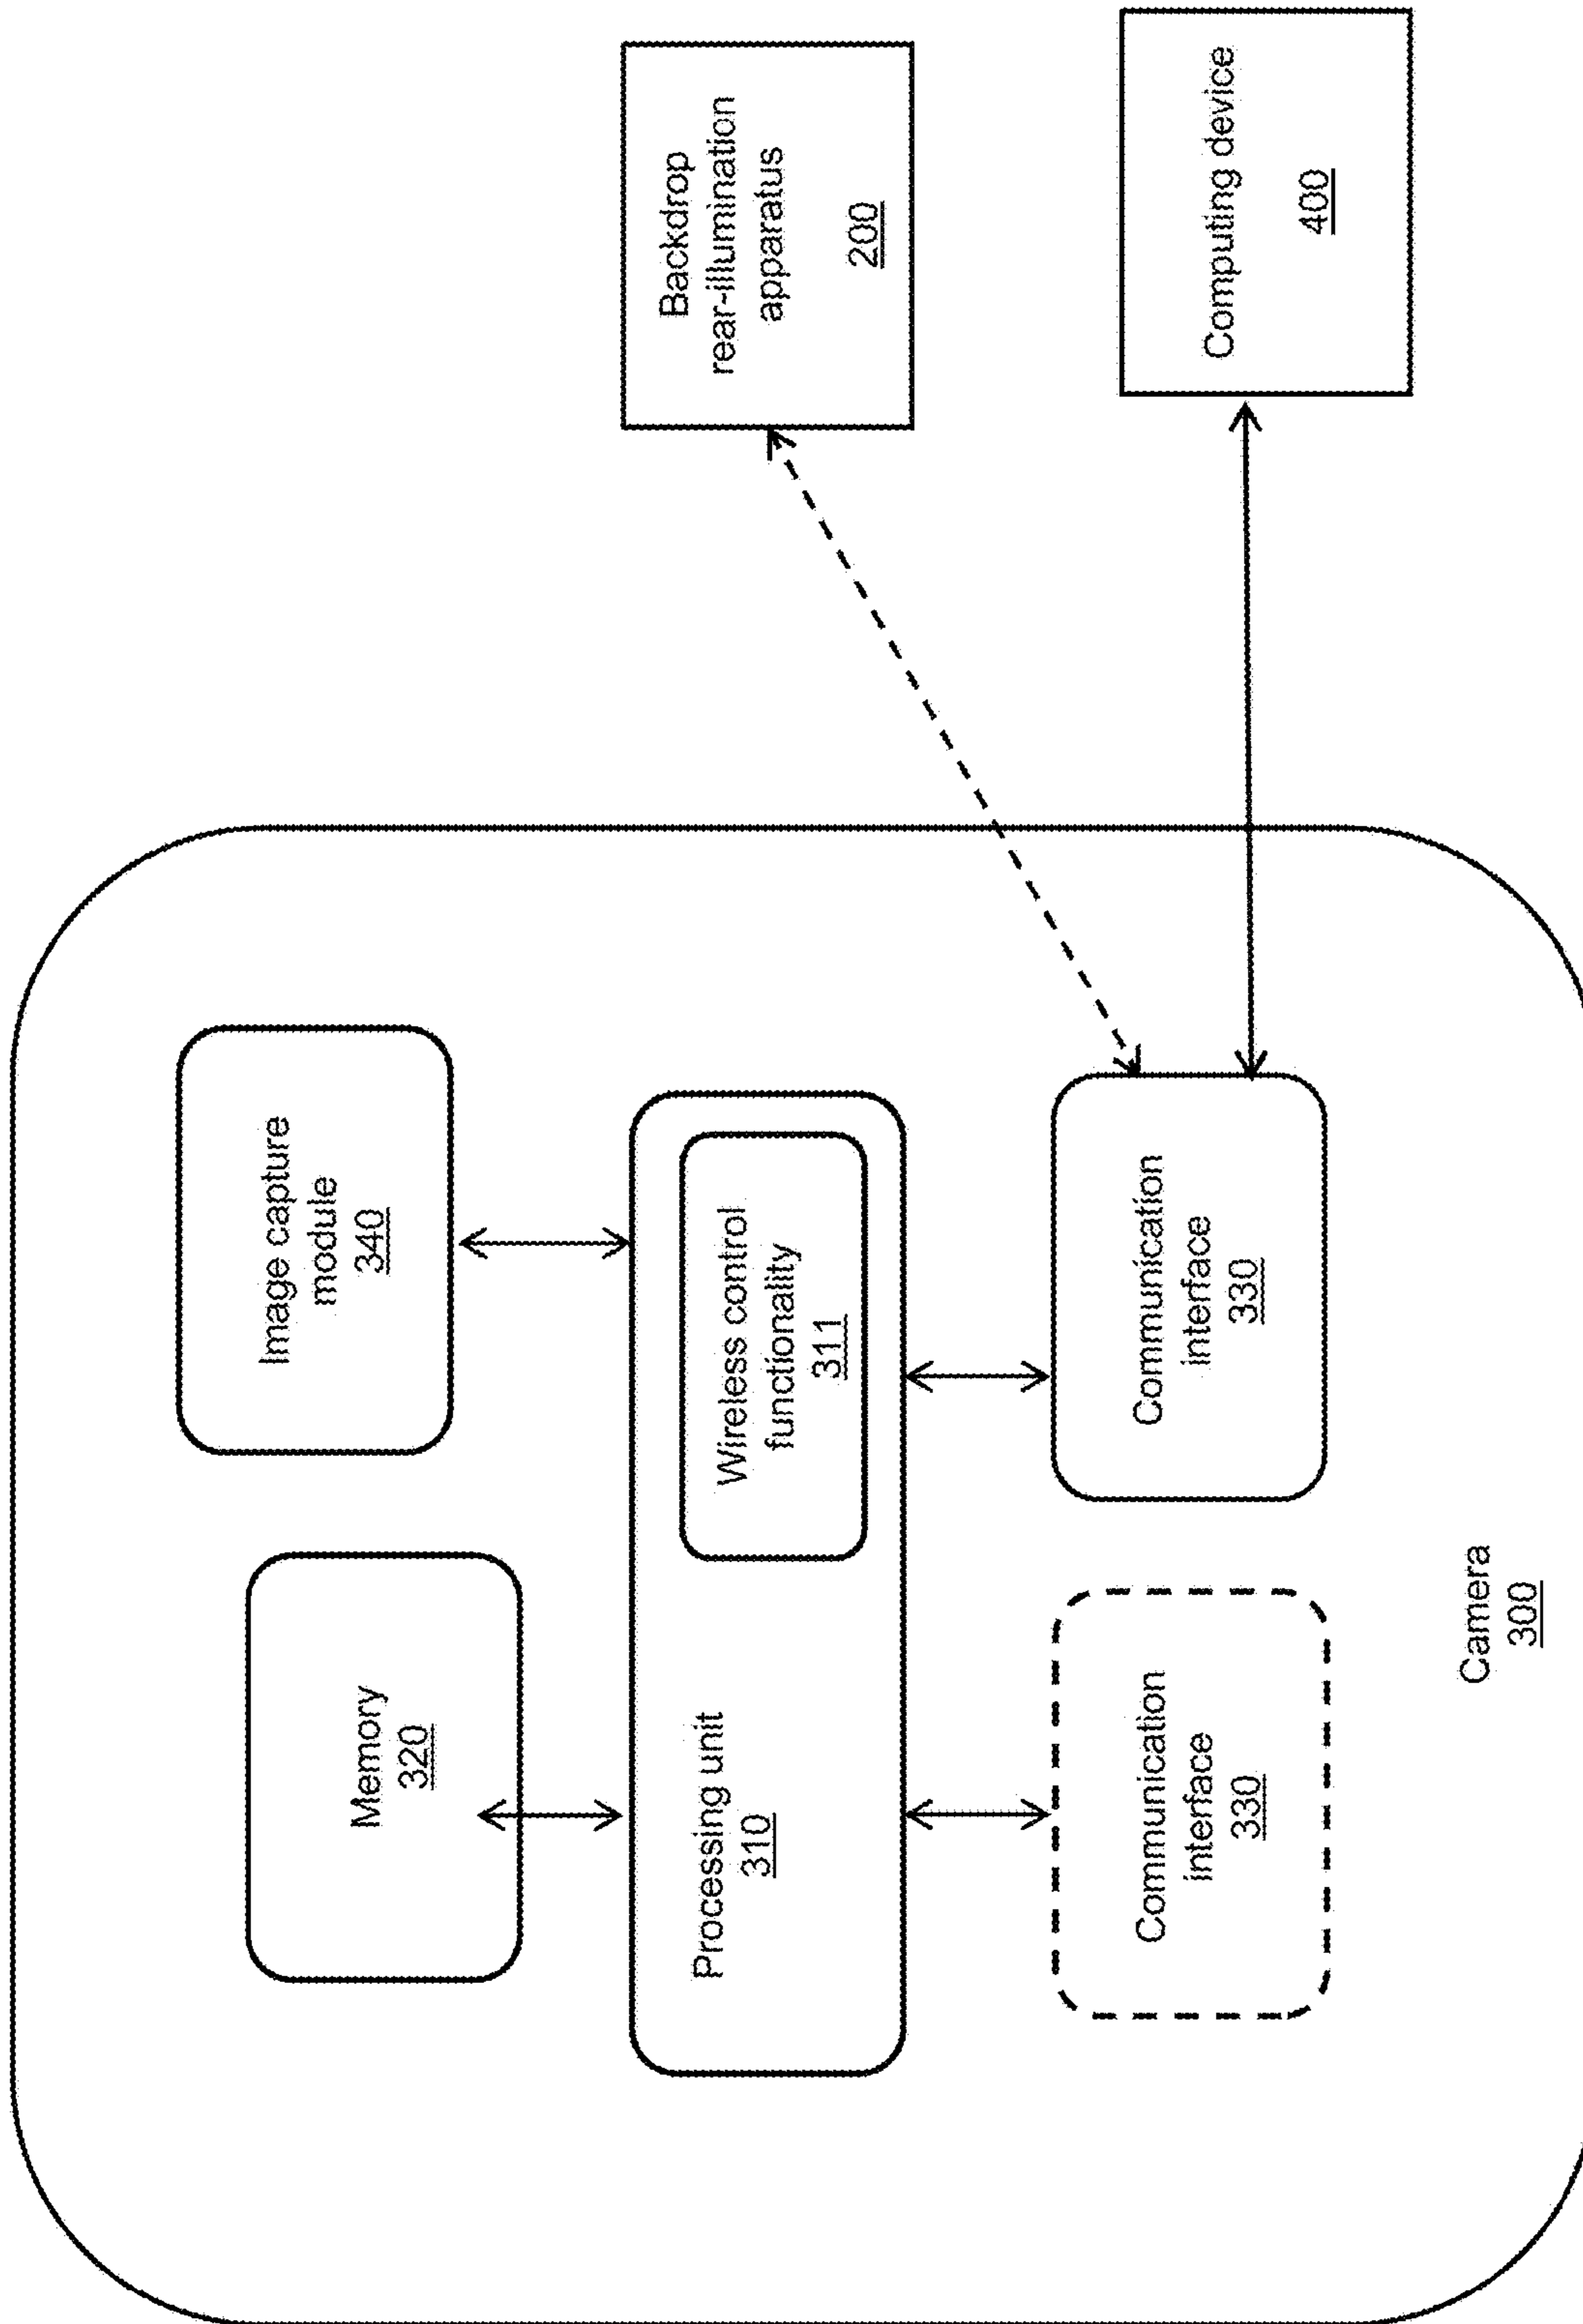 Memory
320
Image capture
module
340
Backdrop
rear-illumination
apparatus
200
Processing unit
310
Wireless control
functionality
311
Communication
interface
330
Communication
interface
330
Computing device
400
Camera
300